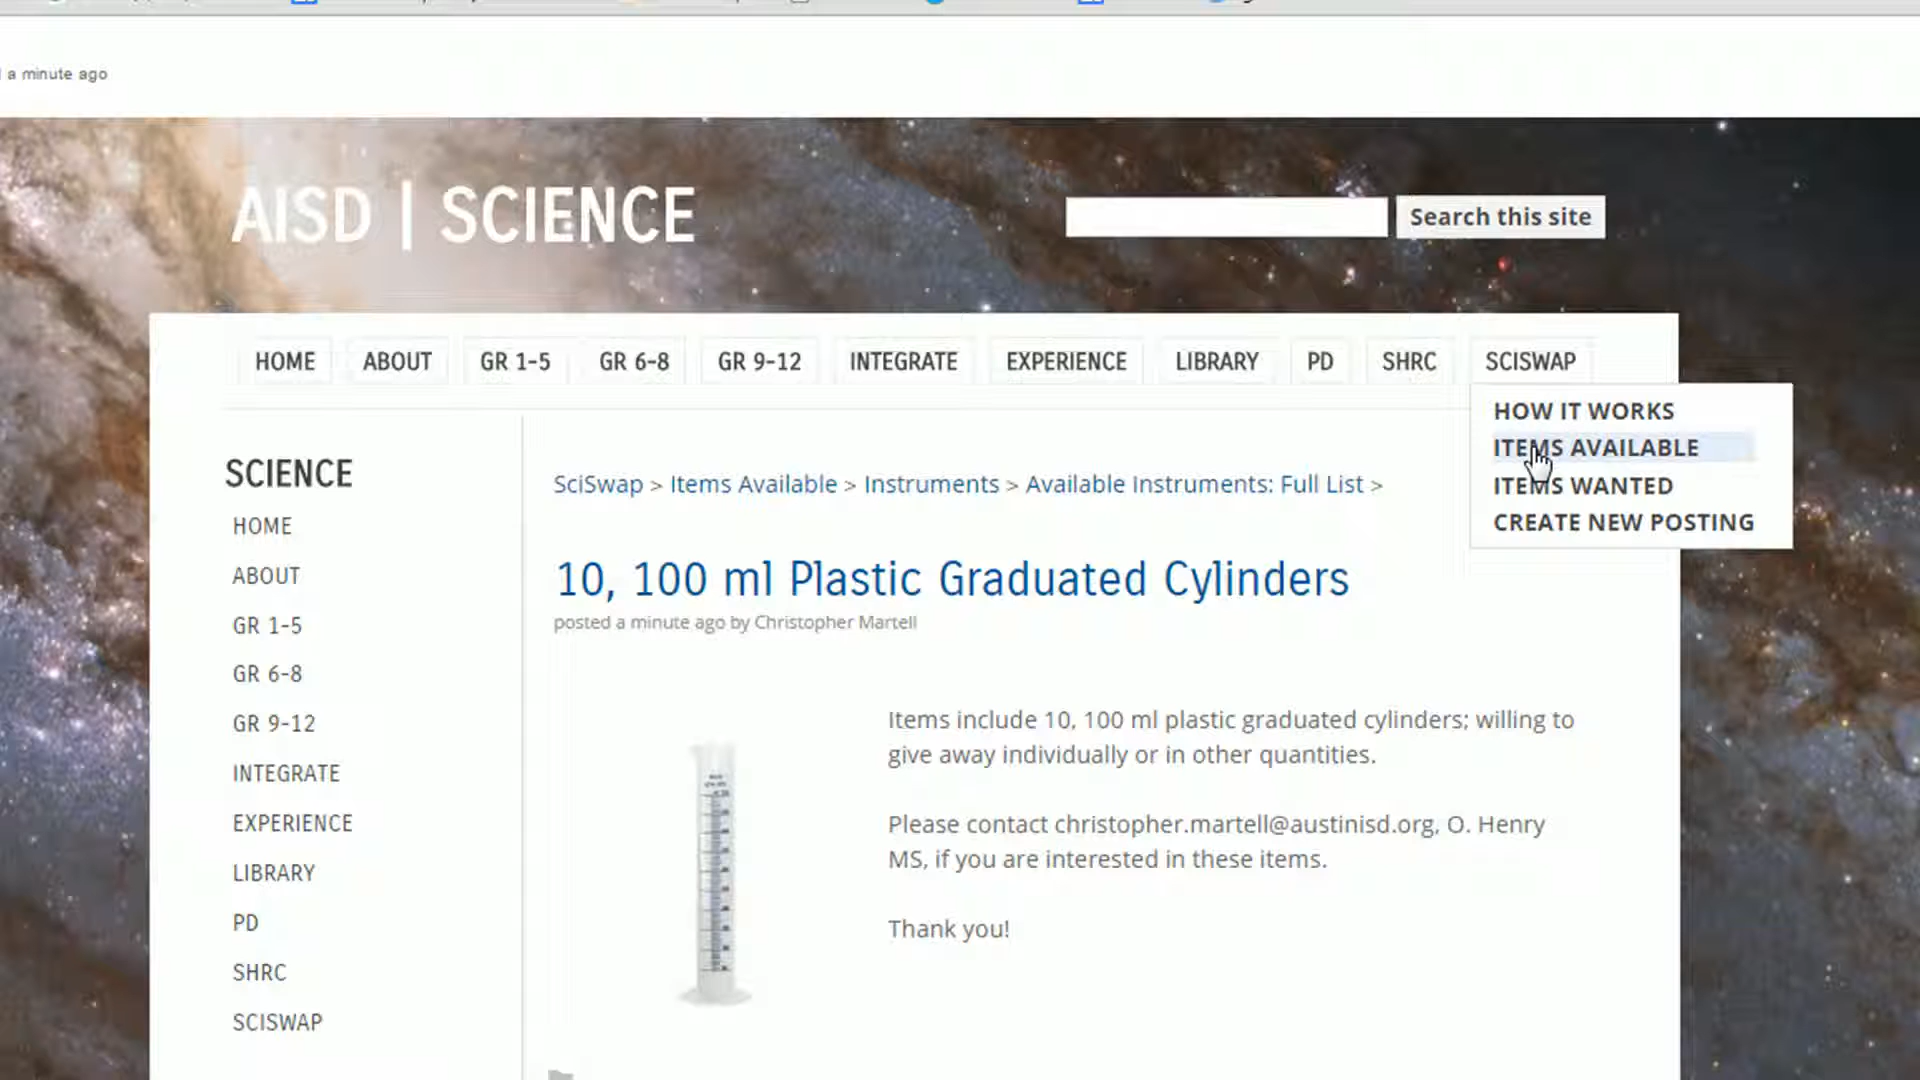 a minute ago
AISD | SCIENCE
Search this site
HOME ABOUT GR 1-5 GR 6-8 GR 9-12 INTEGRATE EXPERIENCE LIBRARY PD SHRC SCISWAP
HOW IT WORKS
ITEMS AVAILABLE
ITEMS WANTED
CREATE NEW POSTING
SCIENCE
HOME
ABOUT
GR 1-5
GR 6-8
GR 9-12
INTEGRATE
EXPERIENCE
LIBRARY
PD
SHRC
SCISWAP
SciSwap > Items Available > Instruments > Available Instruments: Full List >
10, 100 ml Plastic Graduated Cylinders
posted a minute ago by Christopher Martell
Items include 10, 100 ml plastic graduated cylinders; willing to
give away individually or in other quantities.
Please contact christopher.martell@austinisd.org, O. Henry
MS, if you are interested in these items.
Thank you!